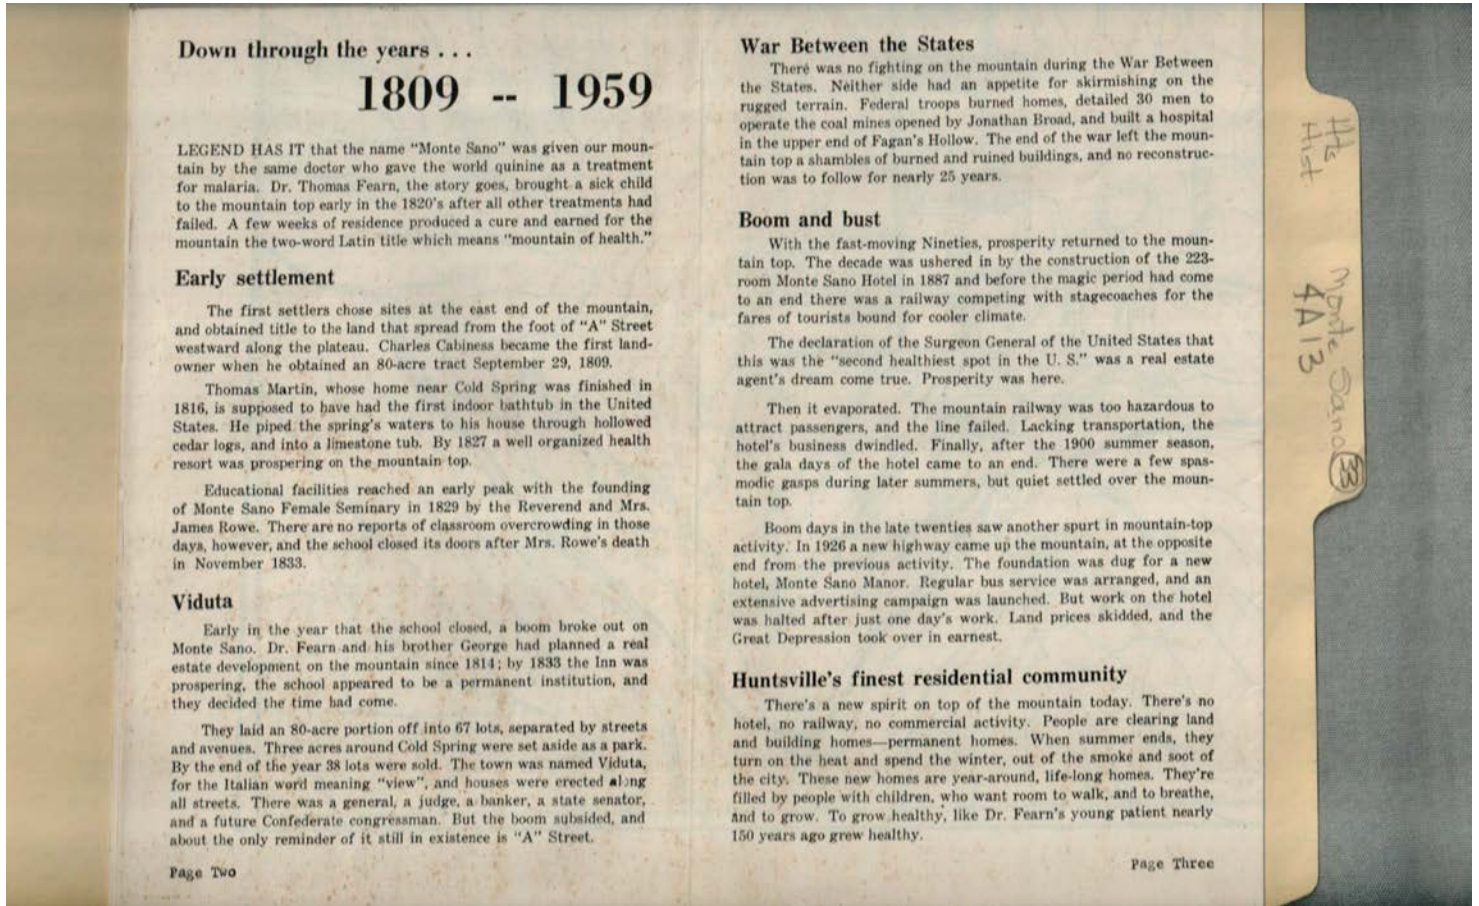 Down through the years . . .
1809 -- 1959
LEGEND HAS IT that the name "Monte Sano" was given our moun-
tain by the same doctor who gave the world quinine as a treatment
for malaria. Dr. Thomas Fearn, the story goes, brought a sick child
to the mountain top early in the 1820's after all other treatments had
failed. A few weeks of residence produced a cure and earned for the
mountain the two-word Latin title which means "mountain of health."
Early settlement
The first settlers chose sites at the east end of the mountain,
and obtained title to the land that spread from the foot of "A" Street
westward along the plateau. Charles Cabiness became the first land-
owner when he obtained an 80-acre tract September 29, 1809.
Thomas Martin, whose home near Cold Spring was finished in
1816, is supposed to have had the first indoor bathtub in the United
States. He piped the spring's waters to his house through hollowed
cedar logs, and into a limestone tub. By 1827 a well organized health
resort was prospering on the mountain top.
Educational facilities reached an early peak with the founding
of Monte Sano Female Seminary in 1829 by the Reverend and Mrs.
James Rowe. There are no reports of classroom overcrowding in those
days, however, and the school closed its doors after Mrs. Rowe's death
in November 1833.
Viduta
Early in the year that the school closed, a boom broke out on
Monte Sano. Dr. Fearn and his brother George had planned a real
estate development on the mountain since 1814; by 1833 the Inn was
prospering, the school appeared to be a permanent institution, and
they decided the time had come.
They laid an 80-acre portion off into 67 lots, separated by streets
and avenues. Three acres around Cold Spring were set aside as a park.
By the end of the year 38 lots were sold. The town was named Viduta,
for the Italian word meaning "view", and houses were erected along
all streets. There was a general, a judge, a banker, a state senator,
and a future Confederate congressman. But the boom subsided, and
about the only reminder of it still in existence is "A" Street.
Page Two
War Between the States
There was no fighting on the mountain during the War Between
the States. Neither side had an appetite for skirmishing on the
rugged terrain. Federal troops burned homes, detailed 30 men to
operate the coal mines opened by Jonathan Broad, and built a hospital
in the upper end of Fagan's Hollow. The end of the war left the moun-
tain top a shambles of burned and ruined buildings, and no reconstruc-
tion was to follow for nearly 25 years.
Boom and bust
With the fast-moving Nineties, prosperity returned to the moun-
tain top. The decade was ushered in by the construction of the 223-
room Monte Sano Hotel in 1887 and before the magic period had come
to an end there was a railway competing with stagecoaches for the
fares of tourists bound for cooler climate.
The declaration of the Surgeon General of the United States that
this was the "second healthiest spot in the U. S." was a real estate
agent's dream come true. Prosperity was here.
Then it evaporated. The mountain railway was too hazardous to
attract passengers, and the line failed. Lacking transportation, the
hotel's business dwindled. Finally, after the 1900 summer season,
the gala days of the hotel came to an end. There were a few spas-
modic gasps during later summers, but quiet settled over the moun-
tain top.
Boom days in the late twenties saw another spurt in mountain-top
activity. In 1926 a new highway came up the mountain, at the opposite
end from the previous activity. The foundation was dug for a new
hotel, Monte Sano Manor. Regular bus service was arranged, and an
extensive advertising campaign was launched. But work on the hotel
was halted after just one day's work. Land prices skidded, and the
Great Depression took over in earnest.
Huntsville's finest residential community
There's a new spirit on top of the mountain today. There's no
hotel, no railway, no commercial activity. People are clearing land
and building homes—permanent homes. When summer ends, they
turn on the heat and spend the winter, out of the smoke and soot of
the city. These new homes are year-around, life-long homes. They're
filled by people with children, who want room to walk, and to breathe,
and to grow. To grow healthy, like Dr. Fearn's young patient nearly
150 years ago grew healthy.
Page Three
Hist
Monte Sano
4A13